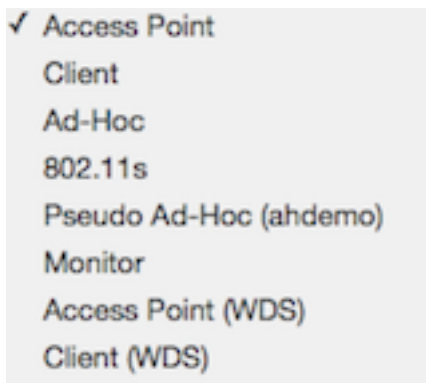 ✓ Access Point
Client
Ad-Hoc
802.11s
Pseudo Ad-Hoc (ahdemo)
Monitor
Access Point (WDS)
Client (WDS)